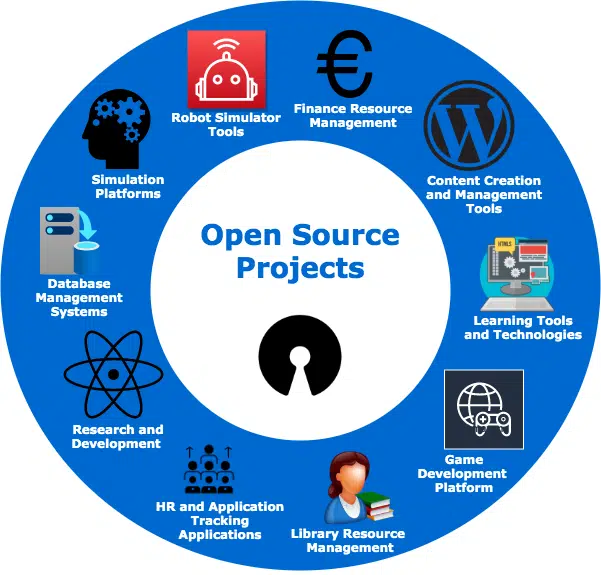 Open Source
Projects
Finance Resource
Management
Content Creation
and Management
Tools
HTML5
Learning Tools
and Technologies
Game
Development
Platform
Library Resource
Management
HR and Application
Tracking
Applications
Research and
Development
Database
Management
Systems
Simulation
Platforms
Robot Simulator
Tools